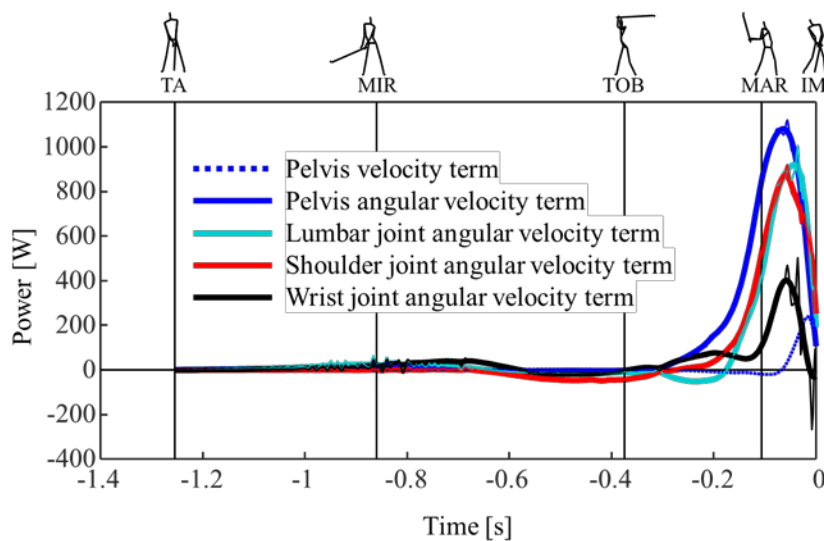 TA MIR TOB MAR IM
1200
1000
800
600
400
200
0
-200
-400
Power [W]
Pelvis velocity term
Pelvis angular velocity term
Lumbar joint angular velocity term
Shoulder joint angular velocity term
Wrist joint angular velocity term
-1.4 -1.2 -1 -0.8 -0.6 -0.4 -0.2 0
Time [s]